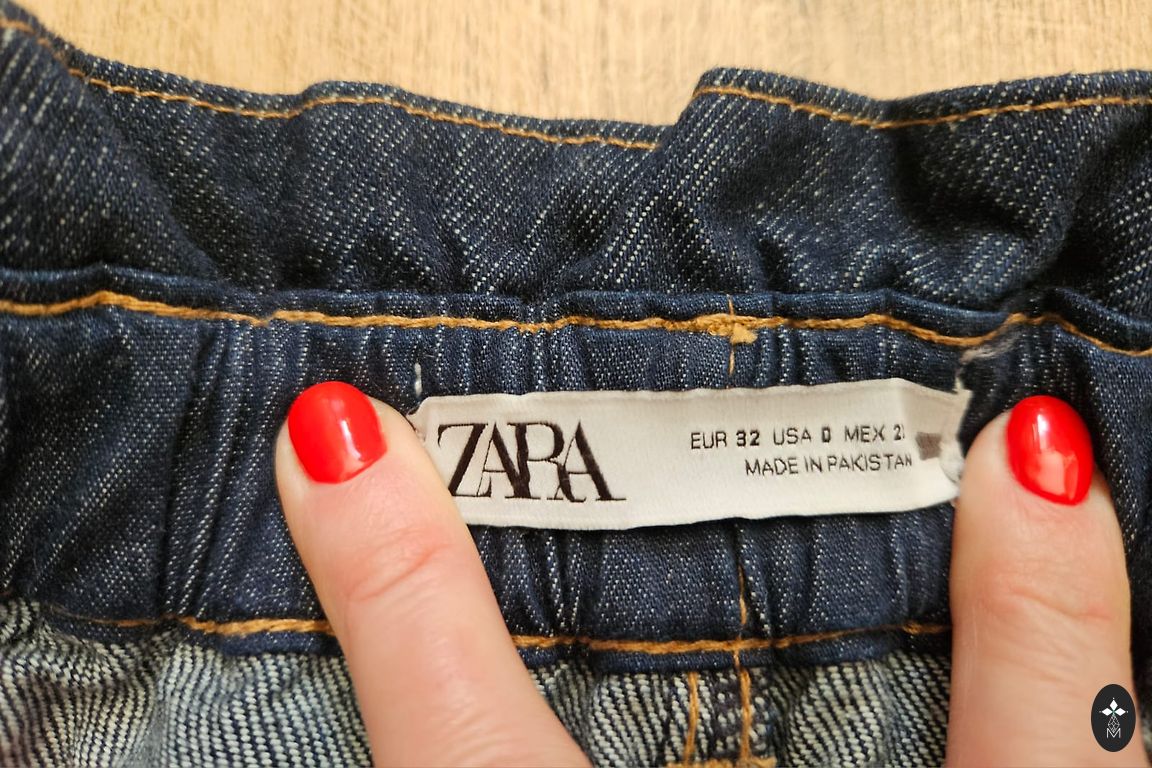 ZARA
EUR 32 USA 0 MEX
MADE IN PAKISTAN
M